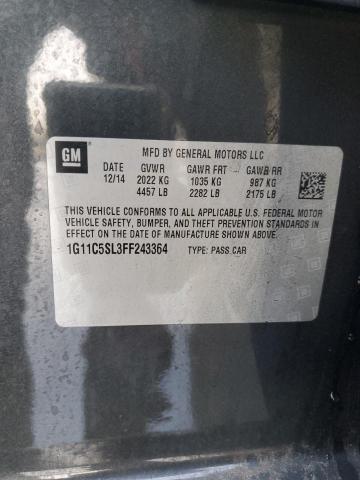 GM
MFD BY GENERAL MOTORS LLC
DATE GVWR GAWR FRT GAWR RR
12/14 2022 KG 1035 KG 987 KG
4457 LB 2282 LB 2175 LB
THIS VEHICLE CONFORMS TO ALL APPLICABLE U.S. FEDERAL MOTOR
VEHICLE SAFETY, BUMPER, AND THEFT PREVENTION STANDARDS IN
EFFECT ON THE DATE OF MANUFACTURE SHOWN ABOVE.
1G11C5SL3FF243364 TYPE: PASS CAR